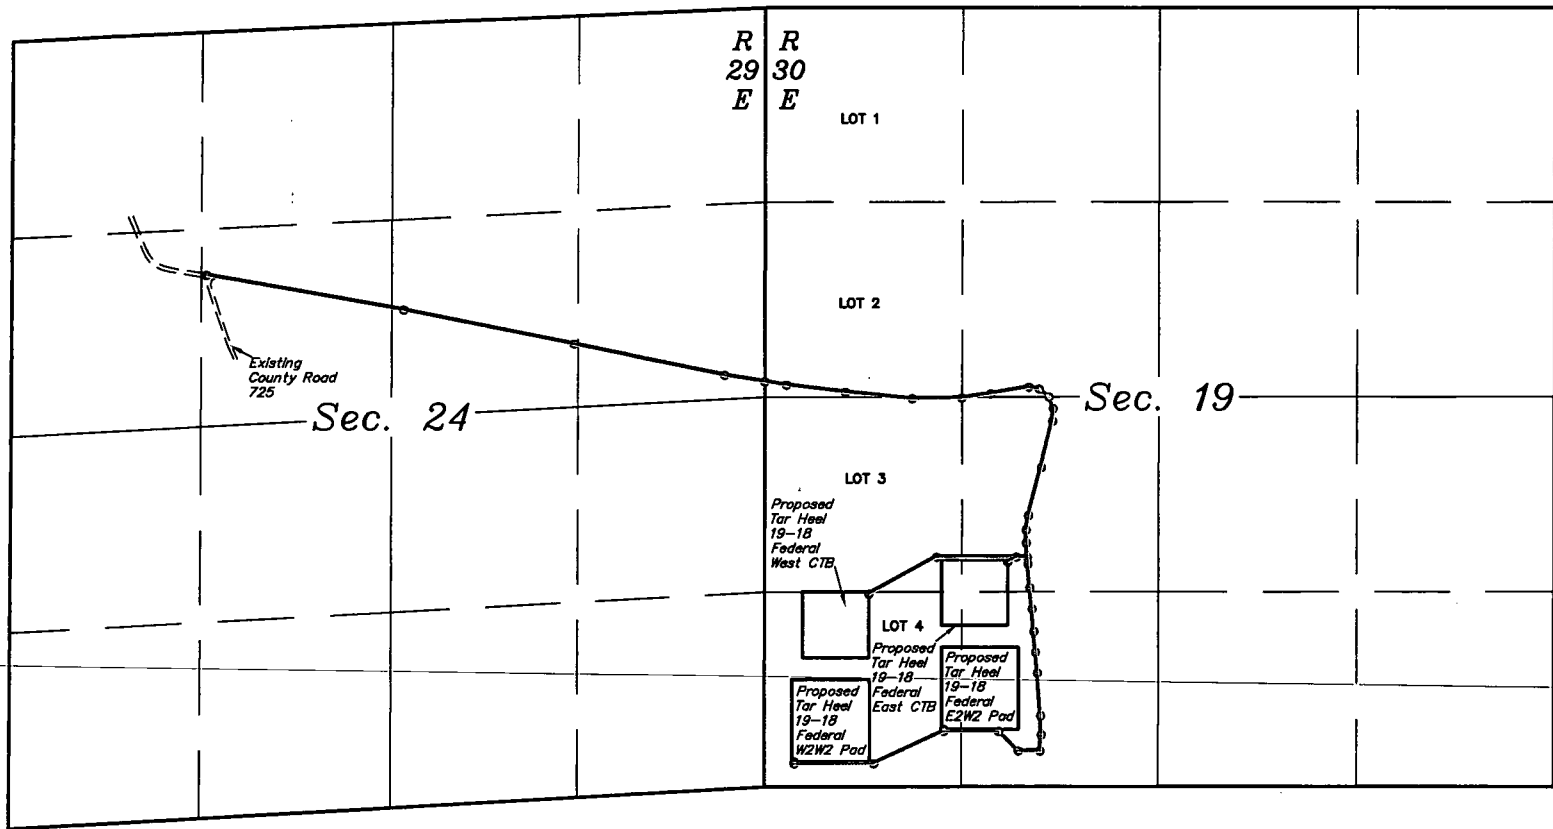 R R
29 30
E E
LOT 1
LOT 2
Existing
County Road
725
Sec. 24
Sec. 19
LOT 3
Proposed
Tar Heel
19-18
Federal
West CTB
LOT 4
Proposed
Tar Heel
19-18
Federal
East CTB
Proposed
Tar Heel
19-18
Federal
E2W2 Pad
Proposed
Tar Heel
19-18
Federal
W2W2 Pad